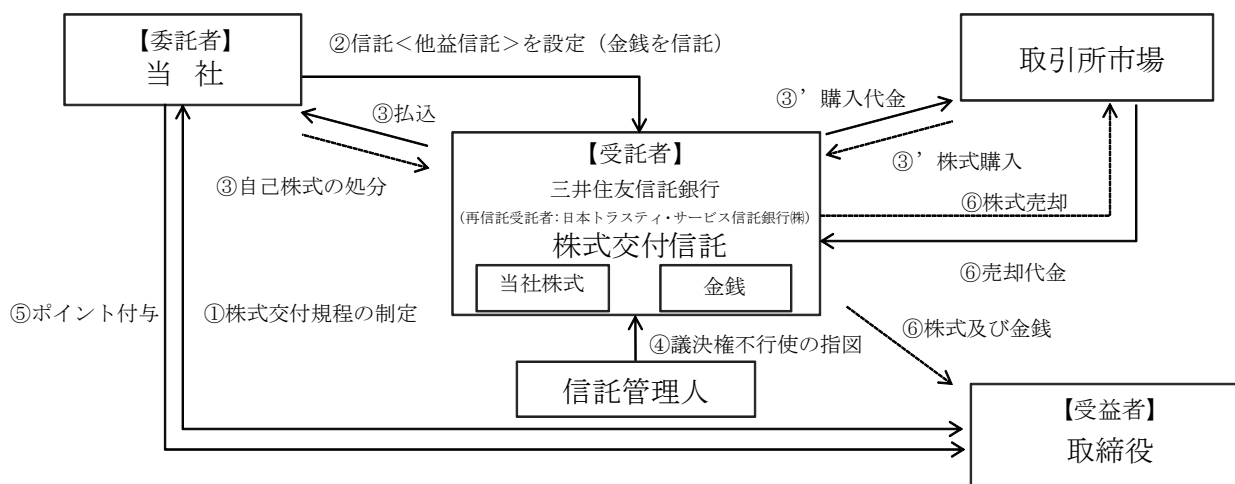 【委託者】
当 社
②信託<他益信託>を設定（金銭を信託）
取引所市場
③払込
③’購入代金
③自己株式の処分
【受託者】
三井住友信託銀行
（再信託受託者：日本トラスティ・サービス信託銀行㈱）
株式交付信託
当社株式
金銭
③’株式購入
⑥株式売却
⑥売却代金
⑤ポイント付与
①株式交付規程の制定
④議決権不行使の指図
⑥株式及び金銭
信託管理人
【受益者】
取締役